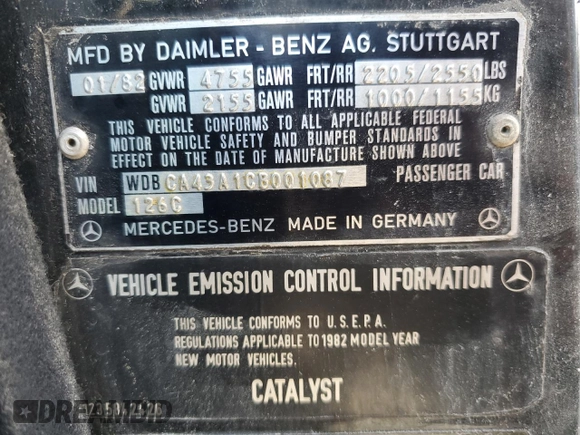 MFD BY DAIMLER - BENZ AG. STUTTGART
01/82 GVWR 4755 GAWR FRT/RR 2205/2550 LBS
GVWR 2155 GAWR FRT/RR 1000/1155 KG
THIS VEHICLE CONFORMS TO ALL APPLICABLE FEDERAL
MOTOR VEHICLE SAFETY AND BUMPER STANDARDS IN
EFFECT ON THE DATE OF MANUFACTURE SHOWN ABOVE
VIN WDBCA43A1CB001087 PASSENGER CAR
MODEL 126C
MERCEDES-BENZ MADE IN GERMANY
VEHICLE EMISSION CONTROL INFORMATION
THIS VEHICLE CONFORMS TO U.S.E.P.A.
REGULATIONS APPLICABLE TO 1982 MODEL YEAR
NEW MOTOR VEHICLES.
CATALYST
DREAMBID